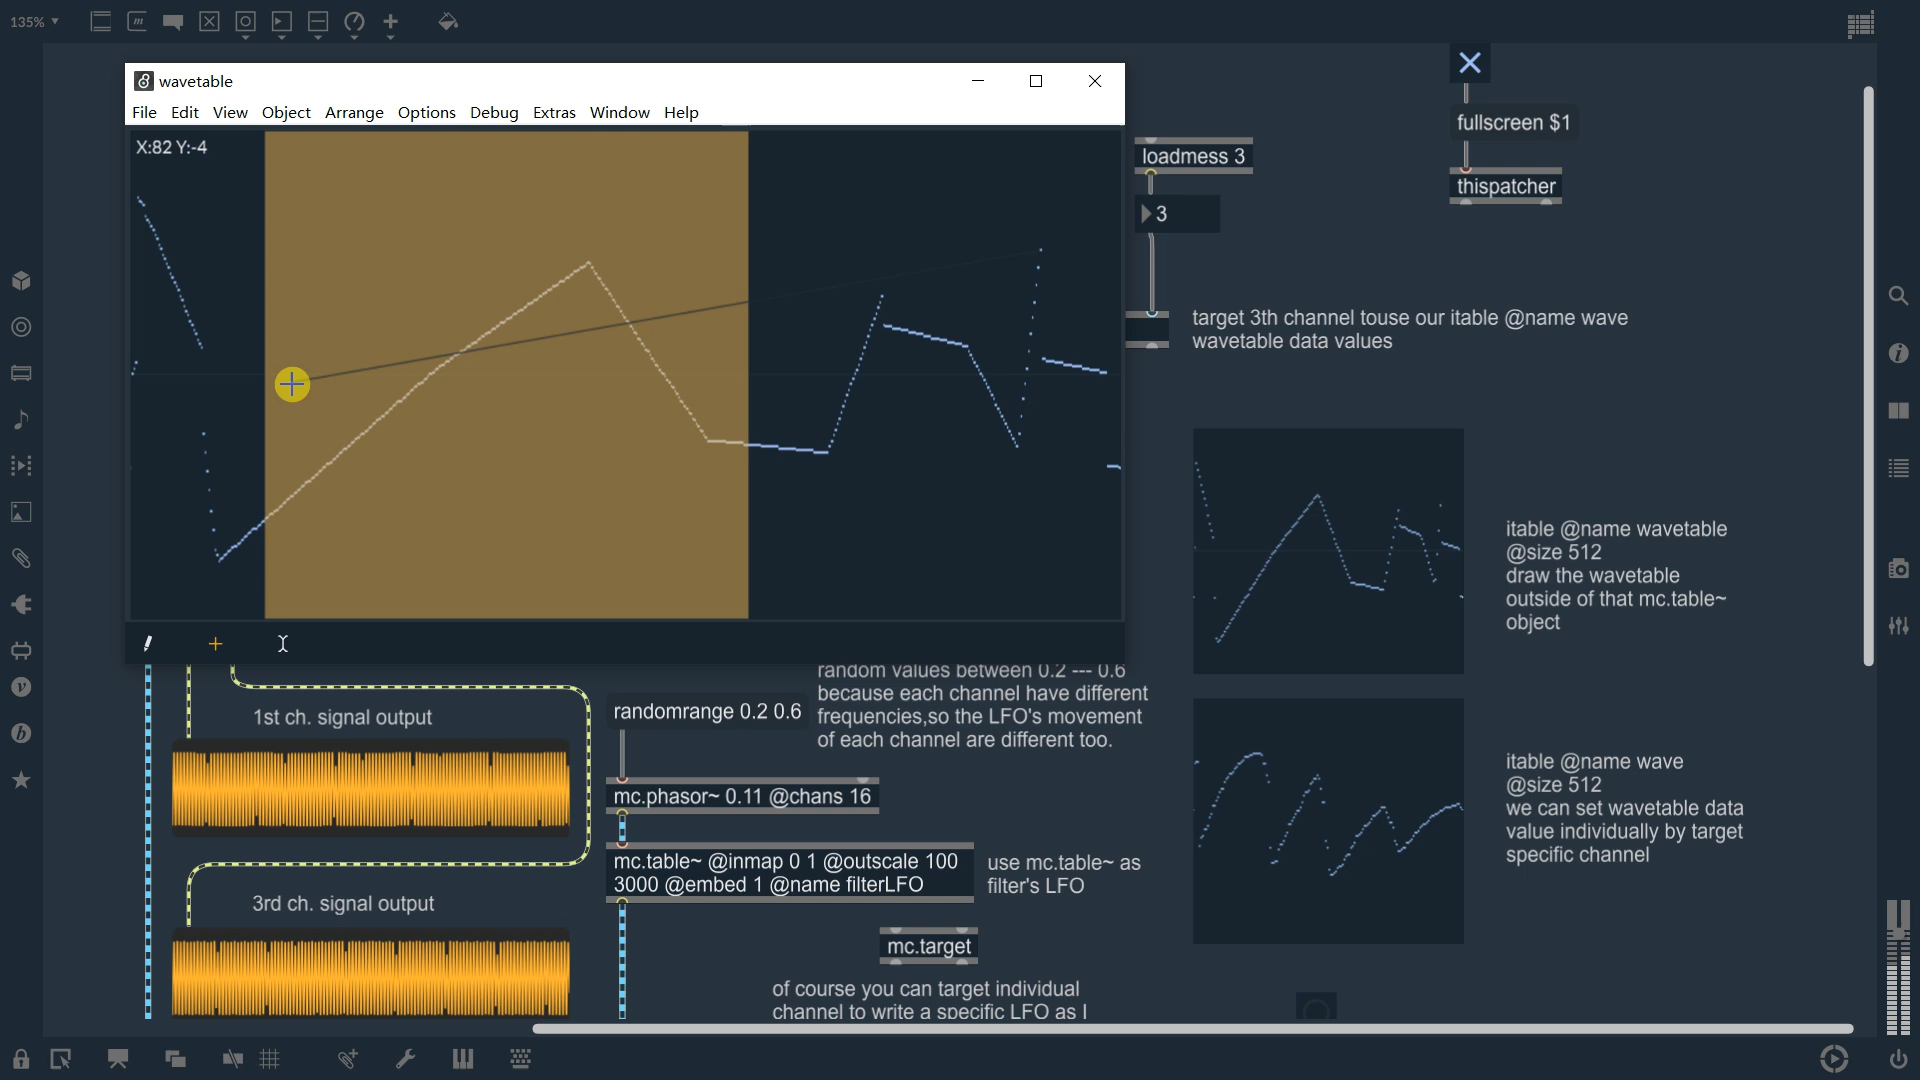 135%
wavetable
File Edit View Object Arrange Options Debug Extras Window Help
X:82 Y:-4
loadmess 3
3
fullscreen $1
thispatcher
target 3th channel touse our itable @name wave
wavetable data values
itable @name wavetable
@size 512
draw the wavetable
outside of that mc.table~
object
itable @name wave
@size 512
we can set wavetable data
value individually by target
specific channel
random values between 0.2 --- 0.6
because each channel have different
frequencies,so the LFO's movement
of each channel are different too.
randomrange 0.2 0.6
1st ch. signal output
mc.phasor~ 0.11 @chans 16
mc.table~ @inmap 0 1 @outscale 100
3000 @embed 1 @name filterLFO
use mc.table~ as
filter's LFO
3rd ch. signal output
mc.target
of course you can target individual
channel to write a specific LFO as I